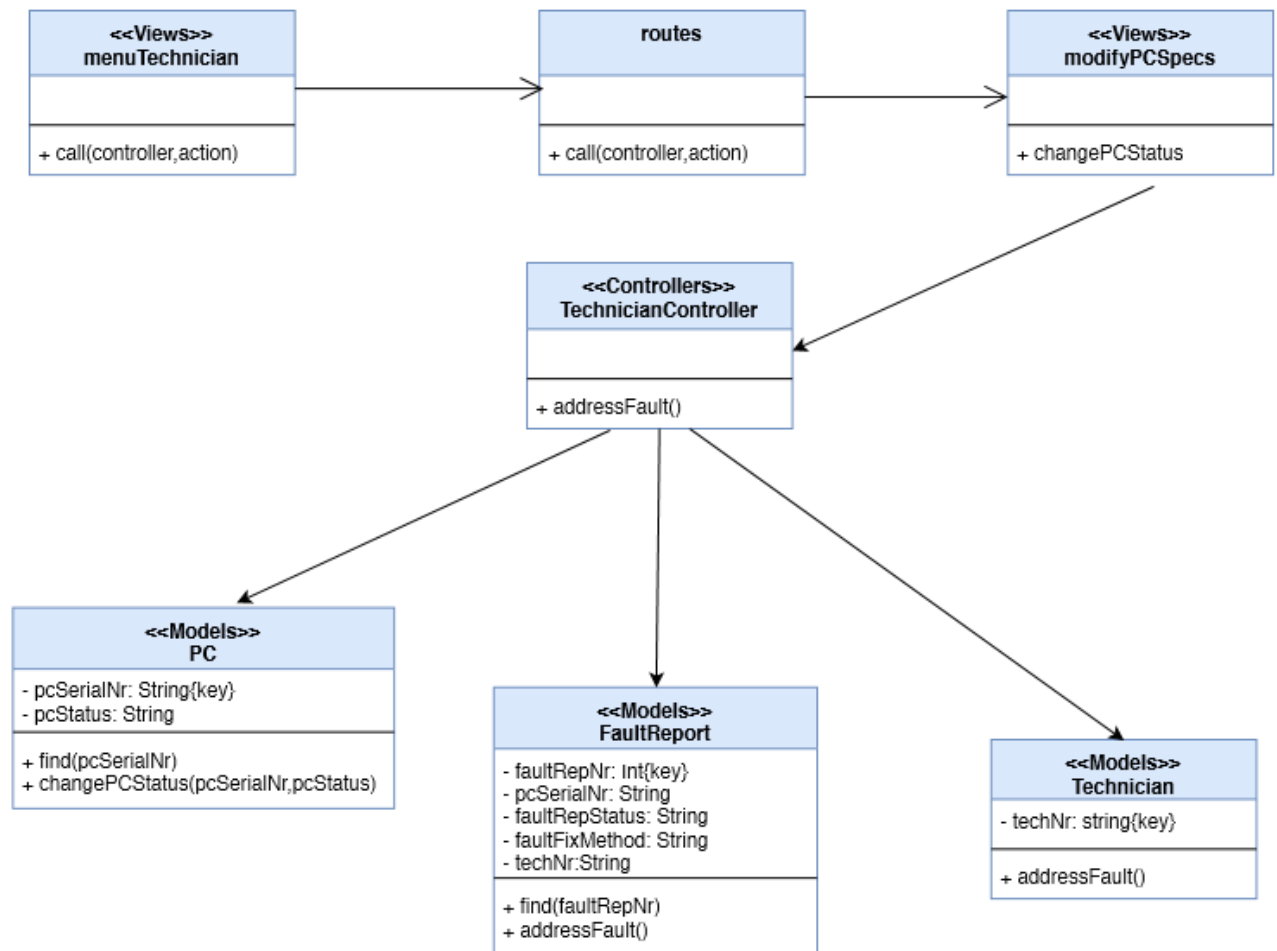 <<Views>>
menuTechnician
+ call(controller,action)
routes
+ call(controller,action)
<<Views>>
modifyPCSpecs
+ changePCStatus
<<Controllers>>
TechnicianController
+ addressFault()
<<Models>>
PC
- pcSerialNr: String{key}
- pcStatus: String
+ find(pcSerialNr)
+ changePCStatus(pcSerialNr,pcStatus)
<<Models>>
FaultReport
- faultRepNr: Int{key}
- pcSerialNr: String
- faultRepStatus: String
- faultFixMethod: String
- techNr:String
+ find(faultRepNr)
+ addressFault()
<<Models>>
Technician
- techNr: string{key}
+ addressFault()